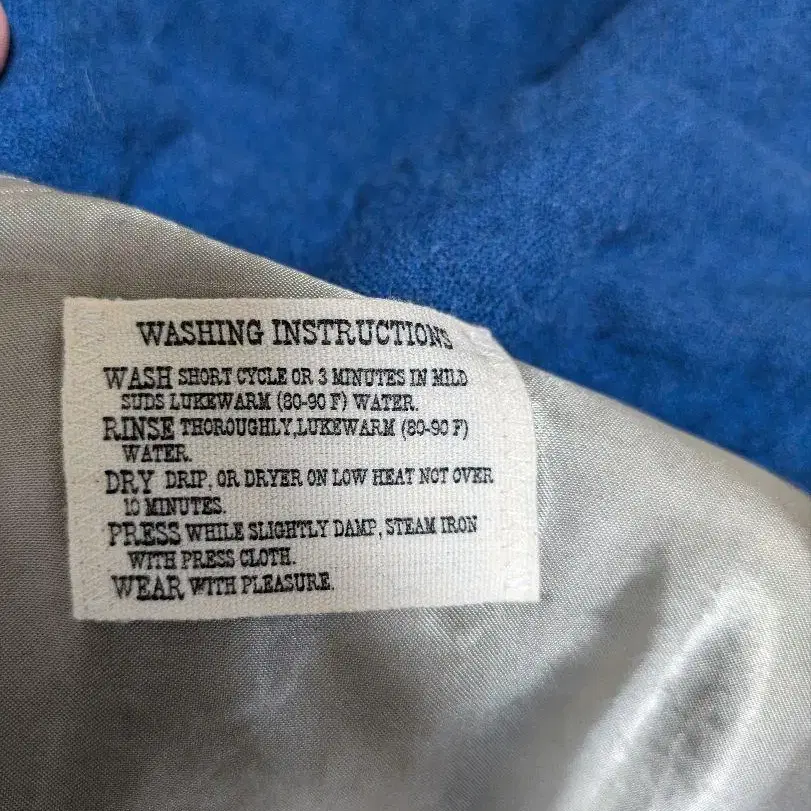 WASHING INSTRUCTIONS
WASH SHORT CYCLE OR 3 MINUTES IN MILD
SUDS LUKEWARM (80-90 F) WATER.
RINSE THOROUGHLY, LUKEWARM (80-90 F)
WATER.
DRY DRIP, OR DRYER ON LOW HEAT NOT OVER
10 MINUTES.
PRESS WHILE SLIGHTLY DAMP, STEAM IRON
WITH PRESS CLOTH.
WEAR WITH PLEASURE.